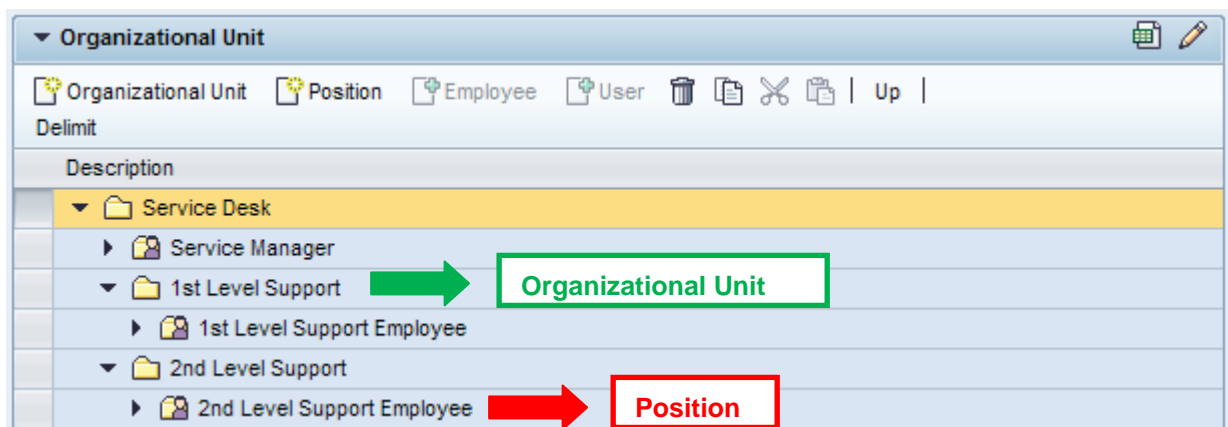 Organizational Unit
Organizational Unit Position Employee User | Up |
Delimit
Description
Service Desk
Service Manager
1st Level Support Organizational Unit
1st Level Support Employee
2nd Level Support
2nd Level Support Employee Position